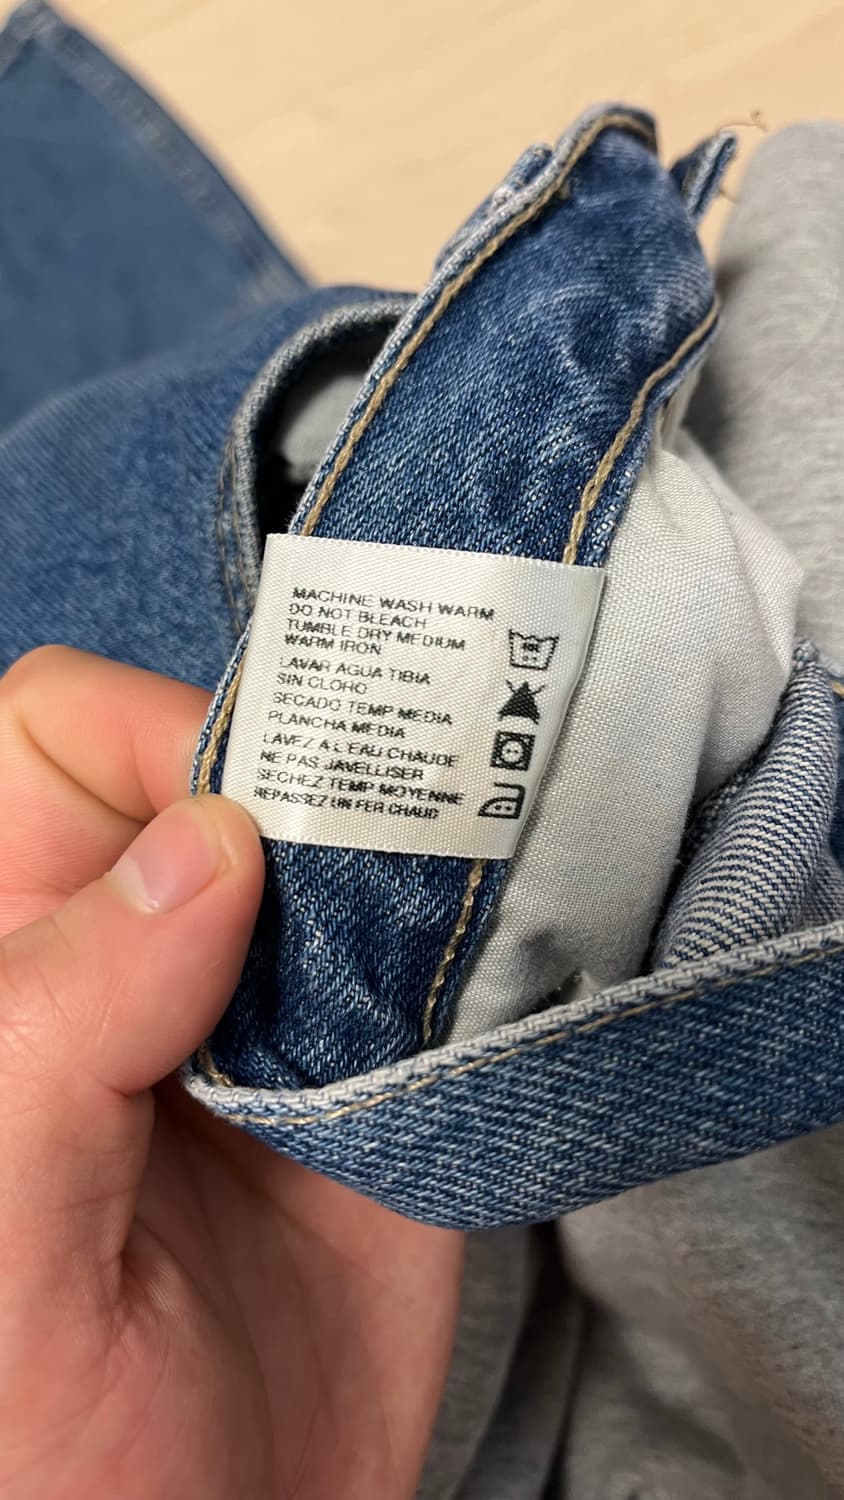 MACHINE WASH WARM
DO NOT BLEACH
TUMBLE DRY MEDIUM
WARM IRON
LAVAR AGUA TIBIA
SIN CLOHO
SECADO TEMP MEDIA
PLANCHA MEDIA
LAVEZ A L'EAU CHAUDE
NE PAS JAVELLISER
SECHEZ TEMP MOYENNE
REPASSEZ UN FER CHAUD